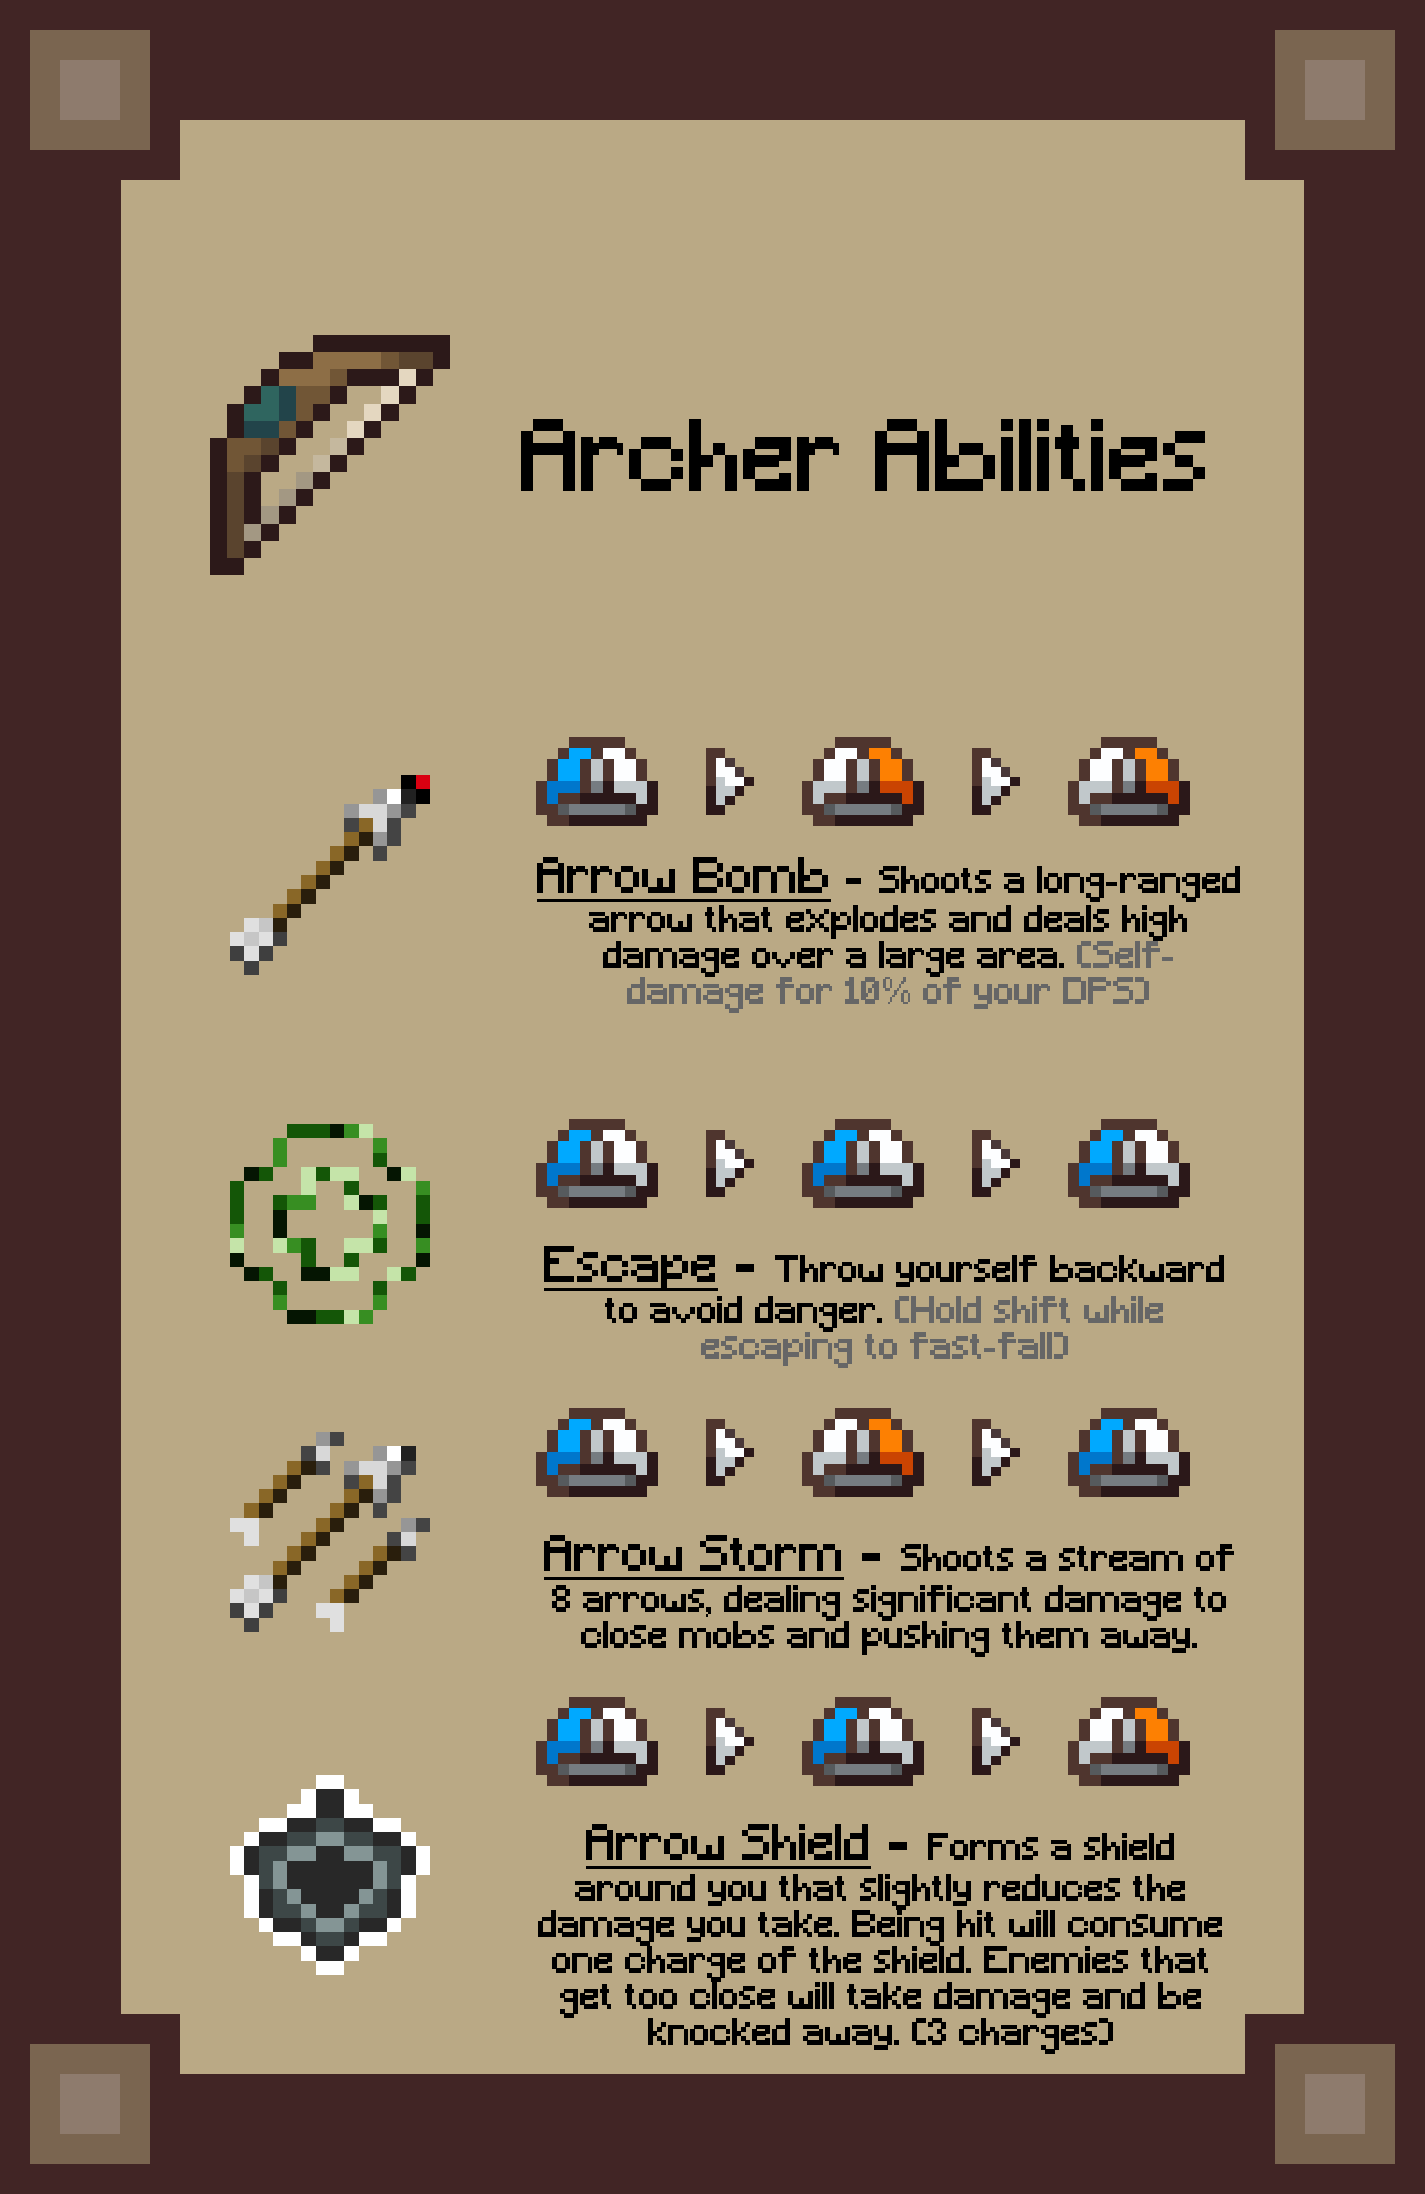 Archer Abilities
Arrow Bomb - Shoots a long-ranged
arrow that explodes and deals high
damage over a large area. (Self-
damage for 10% of your DPS)
Escape - Throw yourself backward
to avoid danger. (Hold shift while
escaping to fast-fall)
Arrow Storm - Shoots a stream of
8 arrows, dealing significant damage to
close mobs and pushing them away.
Arrow Shield - Forms a shield
around you that slightly reduces the
damage you take. Being hit will consume
one charge of the shield. Enemies that
get too close will take damage and be
knocked away. (3 charges)